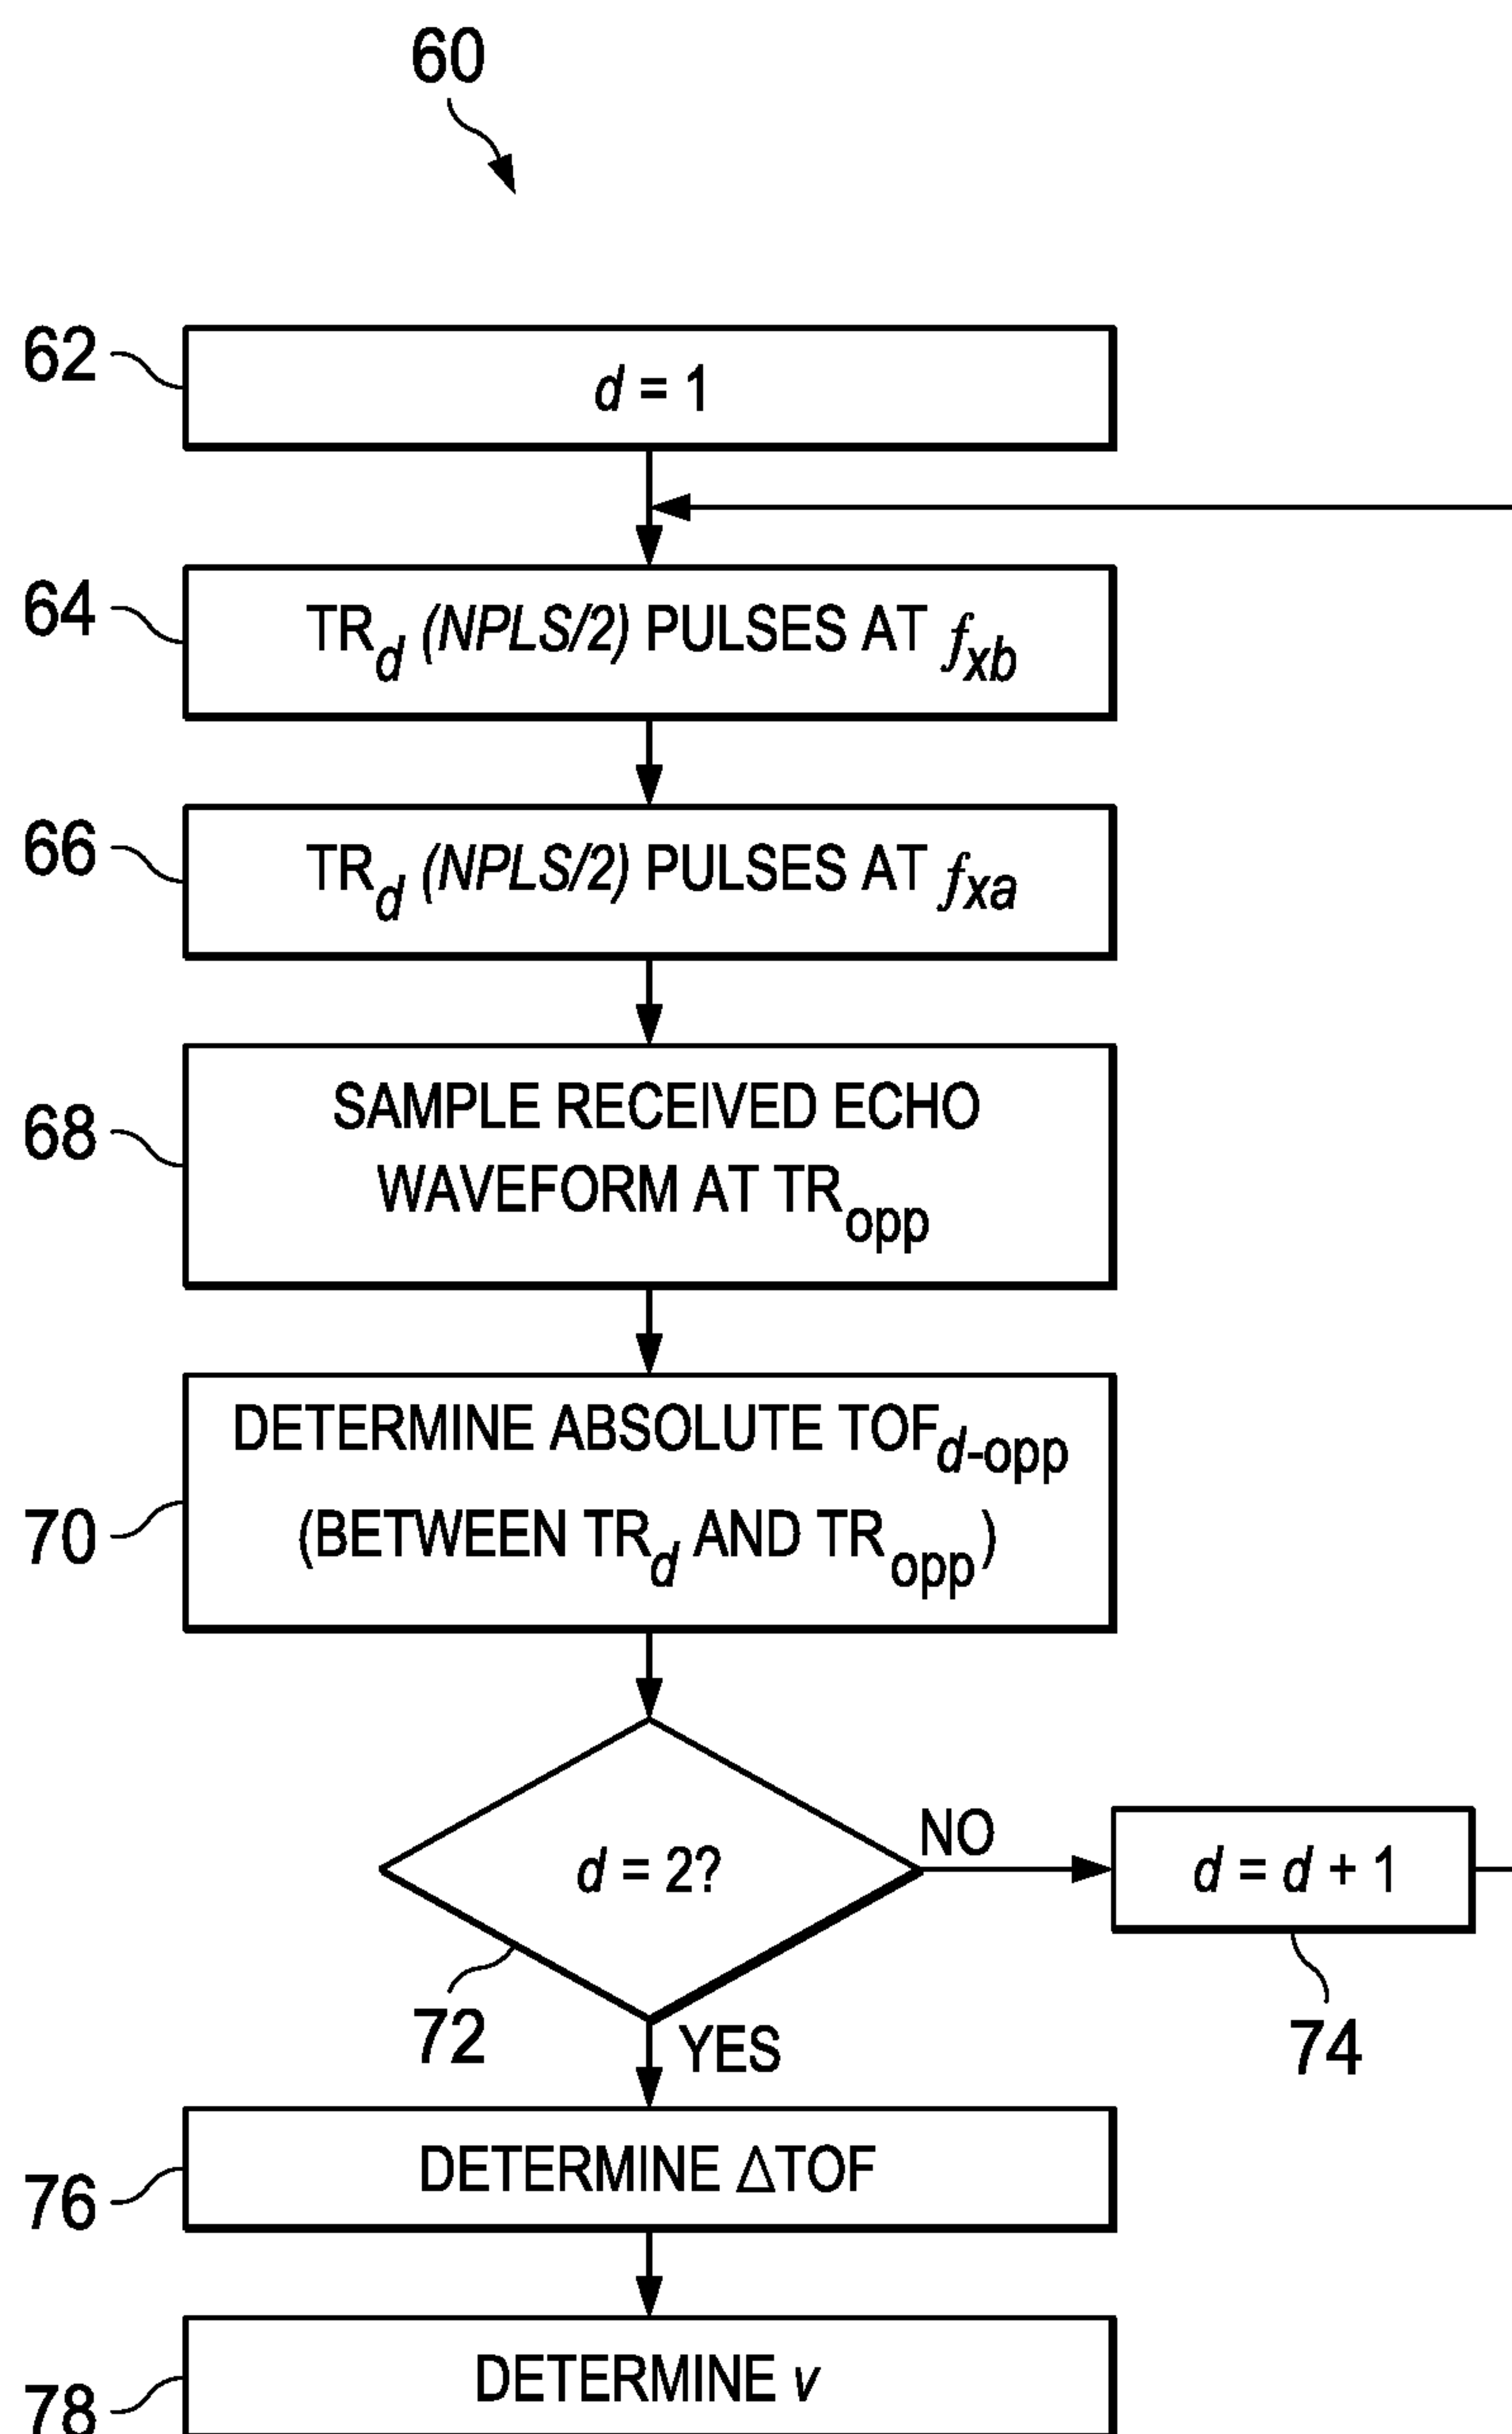 60
62
d = 1
64
TRd (NPLS/2) PULSES AT fxb
66
TRd (NPLS/2) PULSES AT fxa
68
SAMPLE RECEIVED ECHO
WAVEFORM AT TRopp
70
DETERMINE ABSOLUTE TOFd-opp
(BETWEEN TRd AND TRopp)
d = 2?
NO
d = d + 1
72
YES
74
76
DETERMINE ΔTOF
78
DETERMINE v